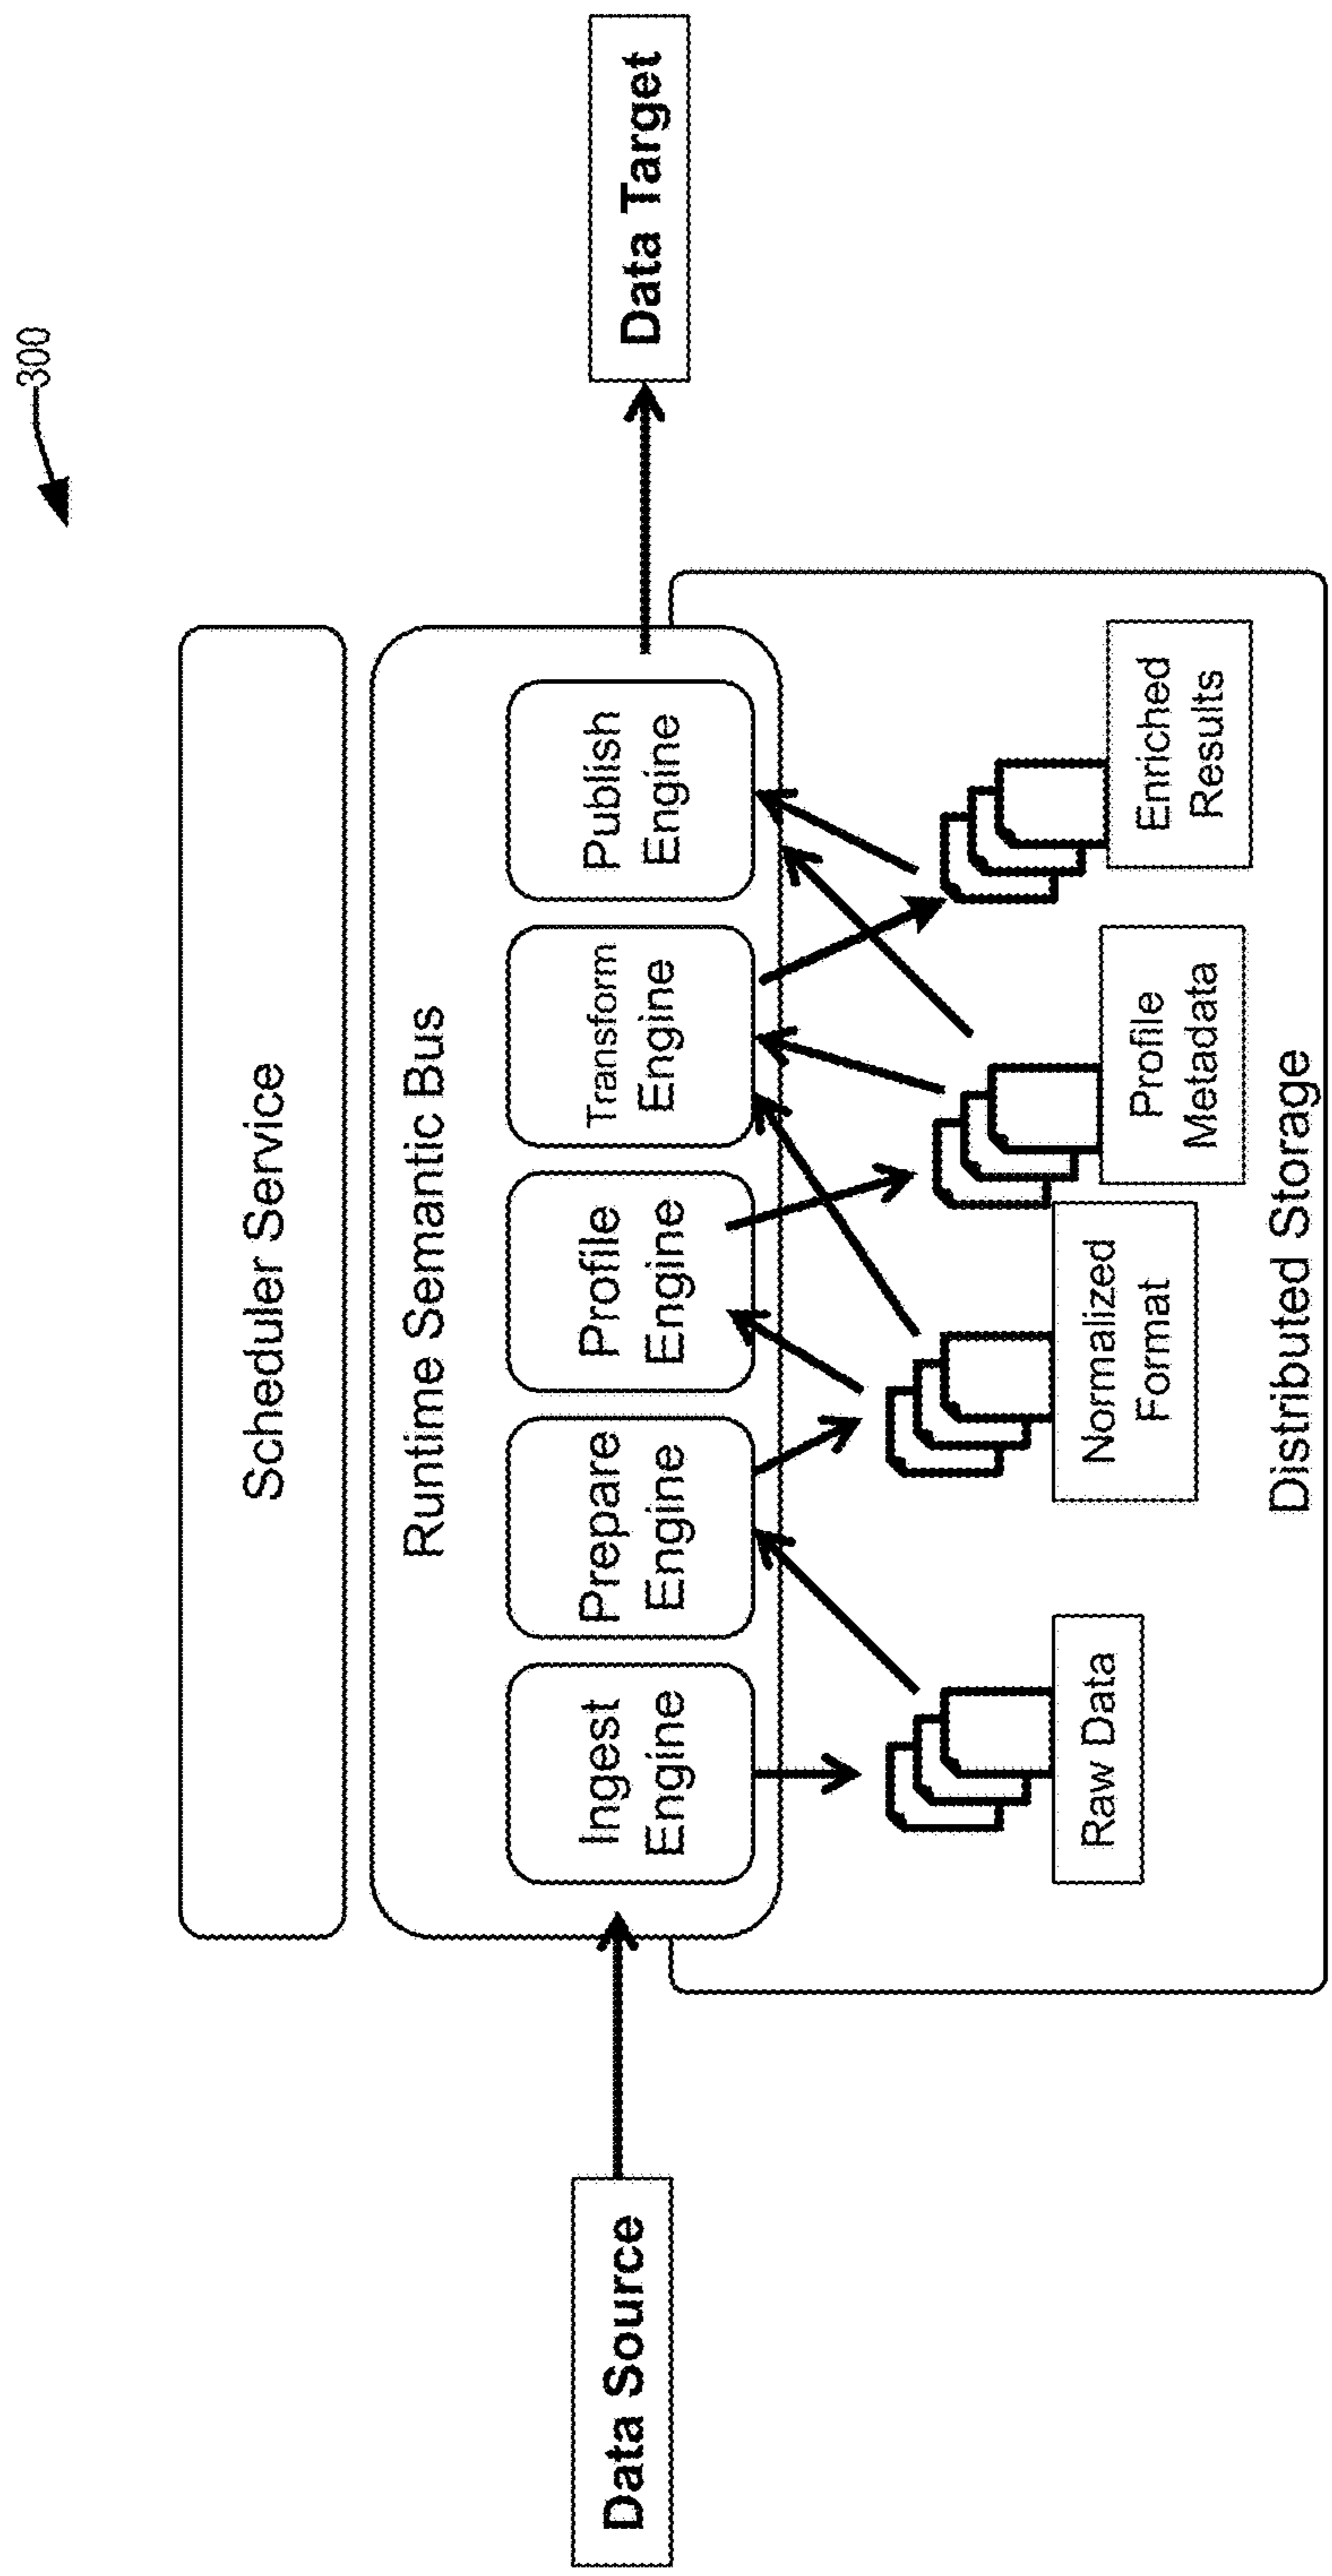 300
Scheduler Service
Runtime Semantic Bus
Data Source
Ingest
Engine
Prepare
Engine
Profile
Engine
Transform
Engine
Publish
Engine
Data Target
Raw Data
Normalized
Format
Profile
Metadata
Enriched
Results
Distributed Storage